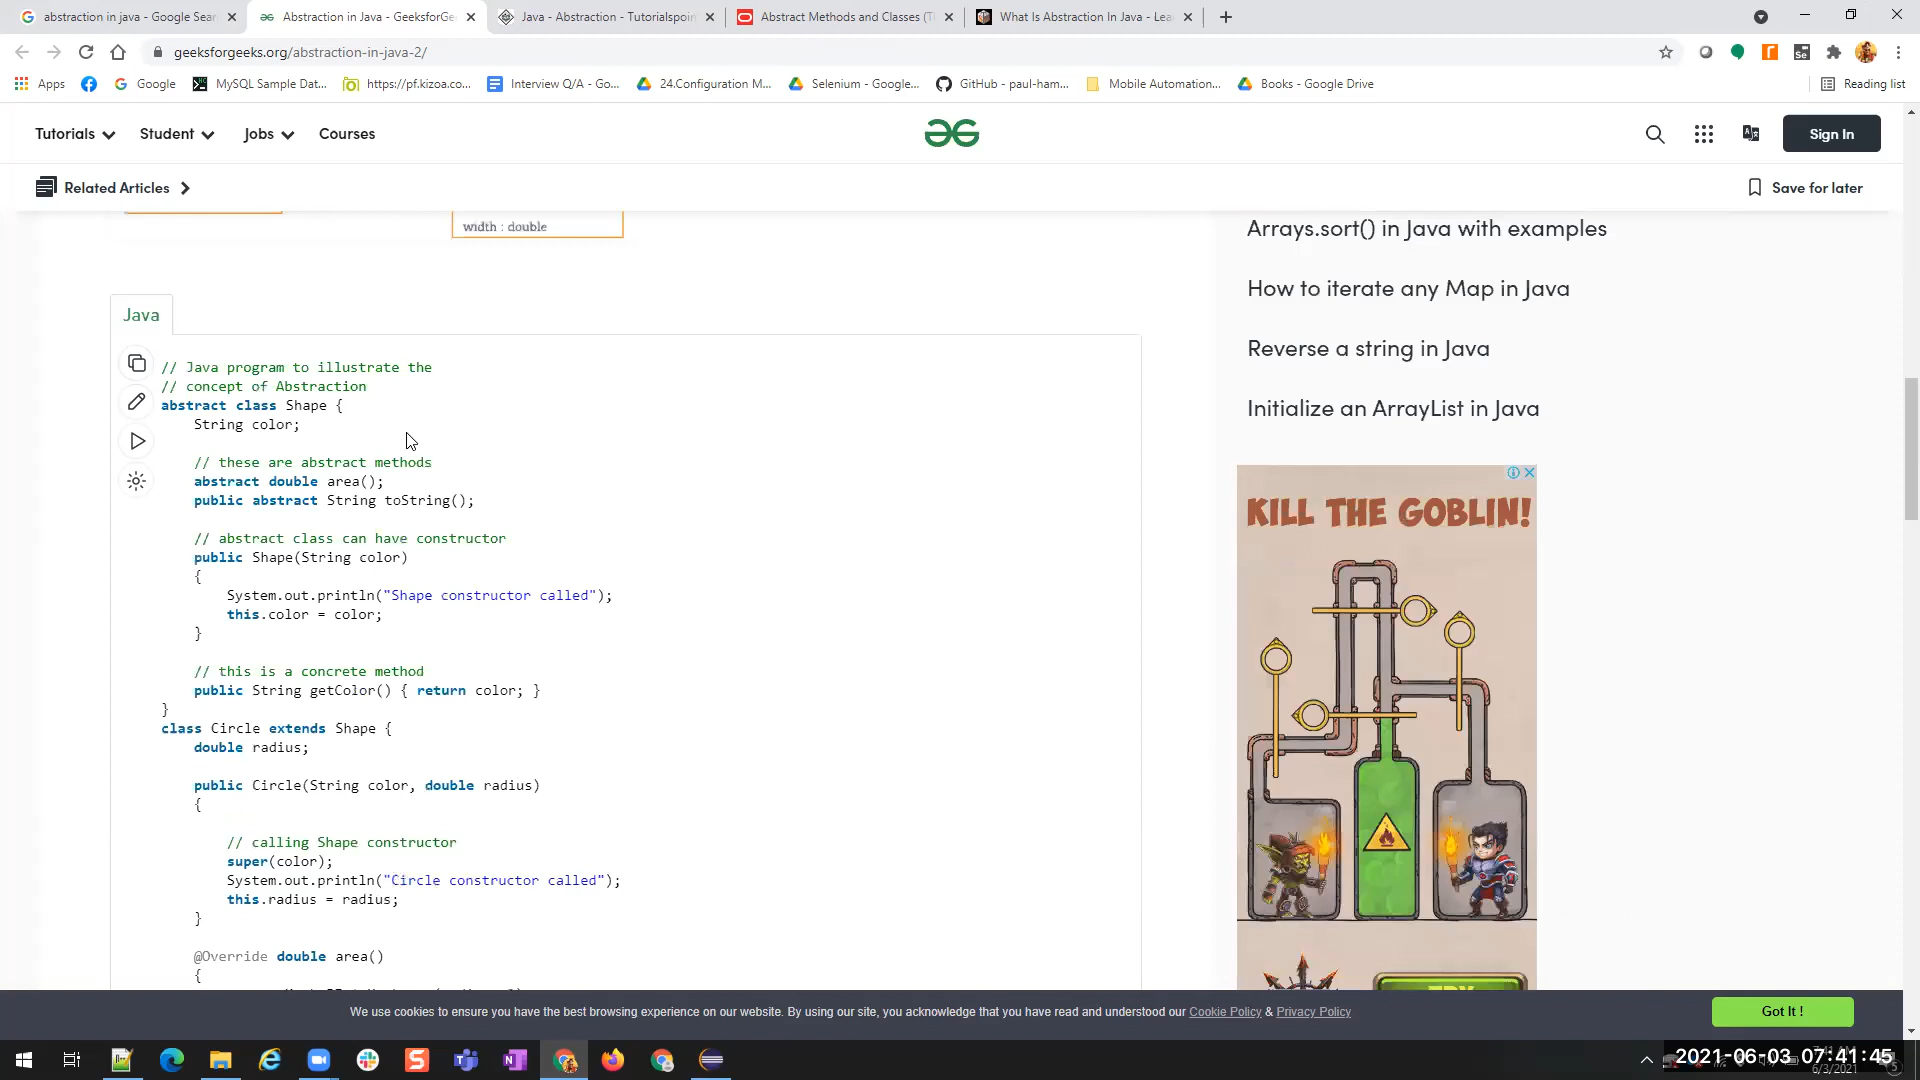 abstraction in java - Google Sear
Abstraction in Java - GeeksforGe
Java - Abstraction - Tutorialspoin
Abstract Methods and Classes (T
What Is Abstraction In Java - Lea
geeksforgeeks.org/abstraction-in-java-2/
Apps
Google
MySQL Sample Dat...
https://pf.kizoa.co...
Interview Q/A - Go...
24.Configuration M...
Selenium - Google...
GitHub - paul-ham...
Mobile Automation...
Books - Google Drive
Reading list
Tutorials
Student
Jobs
Courses
Sign In
Related Articles
Save for later
width : double
Java
// Java program to illustrate the
// concept of Abstraction
abstract class Shape {
String color;
// these are abstract methods
abstract double area();
public abstract String toString();
// abstract class can have constructor
public Shape(String color)
{
System.out.println("Shape constructor called");
this.color = color;
}
// this is a concrete method
public String getColor() { return color; }
}
class Circle extends Shape {
double radius;
public Circle(String color, double radius)
{
// calling Shape constructor
super(color);
System.out.println("Circle constructor called");
this.radius = radius;
}
@Override double area()
{
Arrays.sort() in Java with examples
How to iterate any Map in Java
Reverse a string in Java
Initialize an ArrayList in Java
KILL THE GOBLIN!
We use cookies to ensure you have the best browsing experience on our website. By using our site, you acknowledge that you have read and understood our Cookie Policy & Privacy Policy
Got It !
2021-06-03 07:41:45
6/3/2021